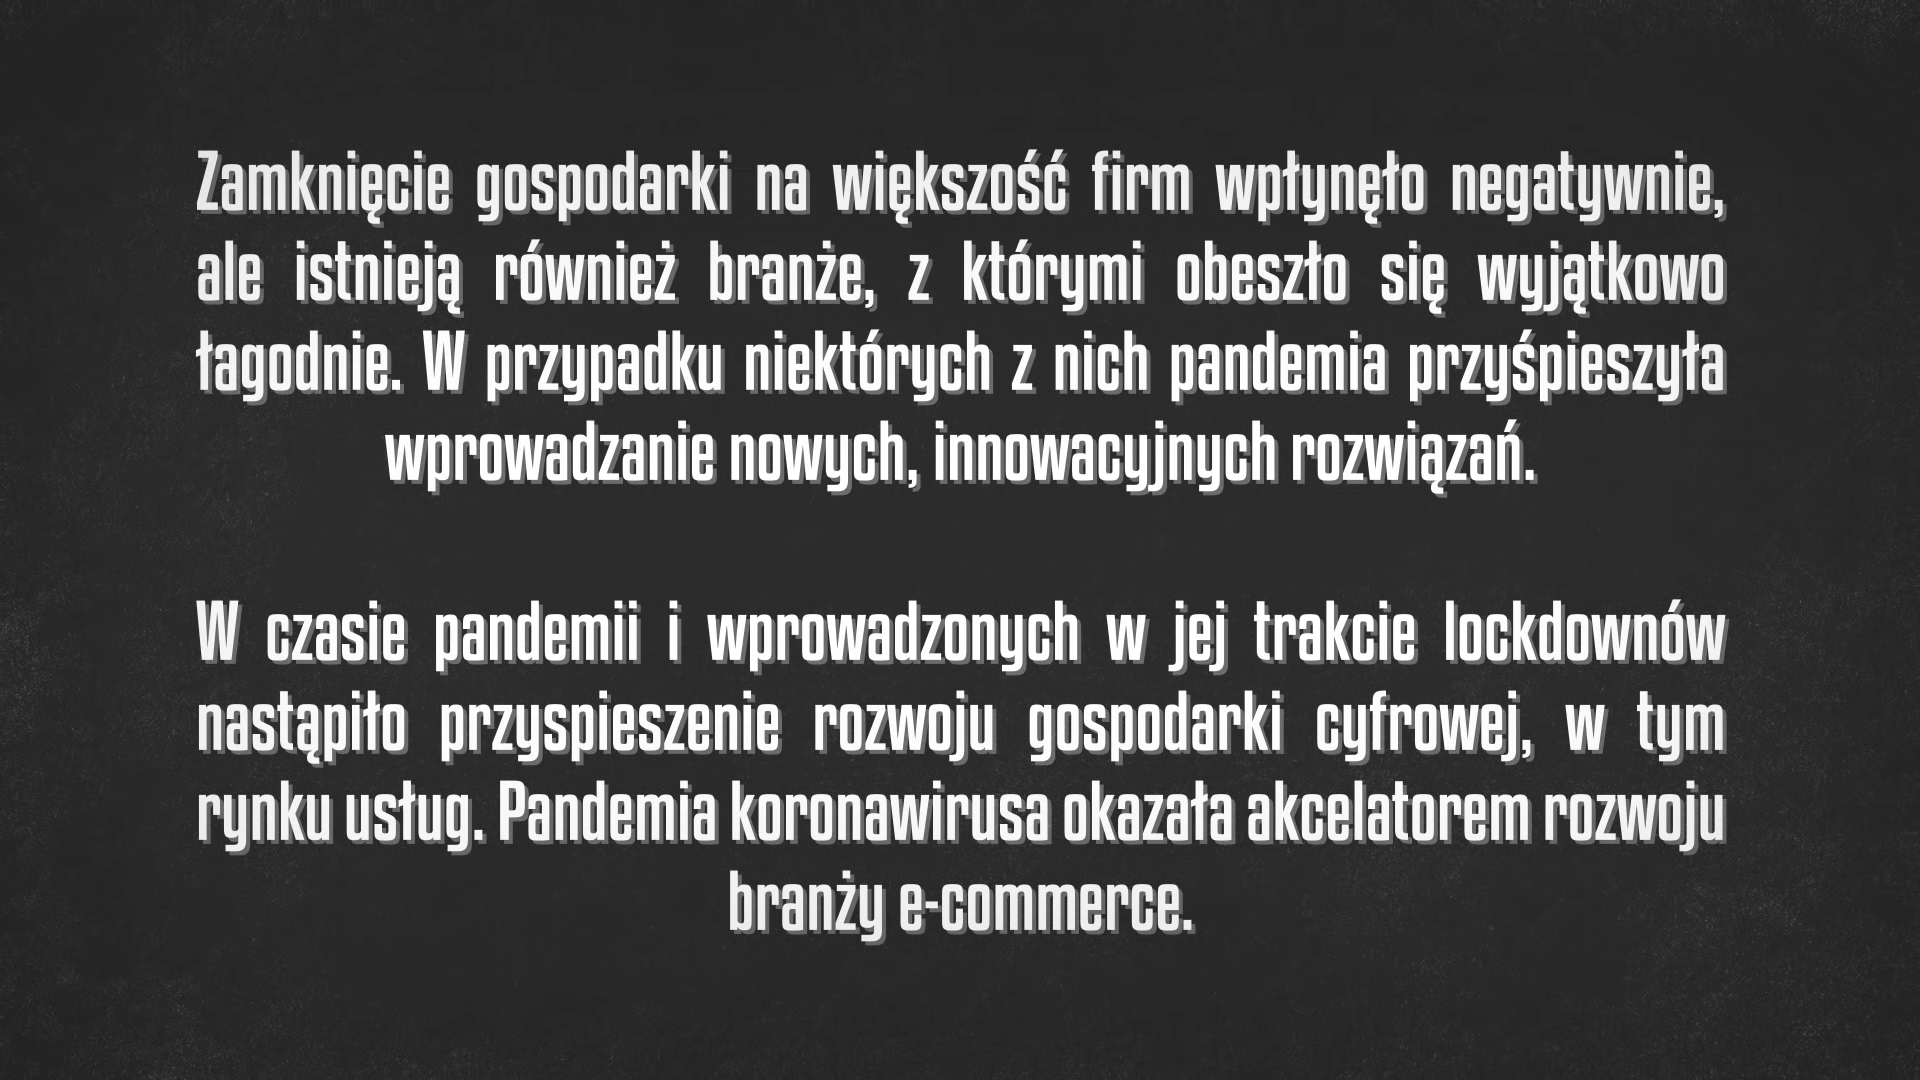 Zamknięcie gospodarki na większość firm wpłynęło negatywnie,
ale istnieją również branże, z którymi obeszło się wyjątkowo
łagodnie. W przypadku niektórych z nich pandemia przyśpieszyła
wprowadzanie nowych, innowacyjnych rozwiązań.
W czasie pandemii i wprowadzonych w jej trakcie lockdownów
nastąpiło przyspieszenie rozwoju gospodarki cyfrowej, w tym
rynku usług. Pandemia koronawirusa okazała akcelatorem rozwoju
branży e-commerce.